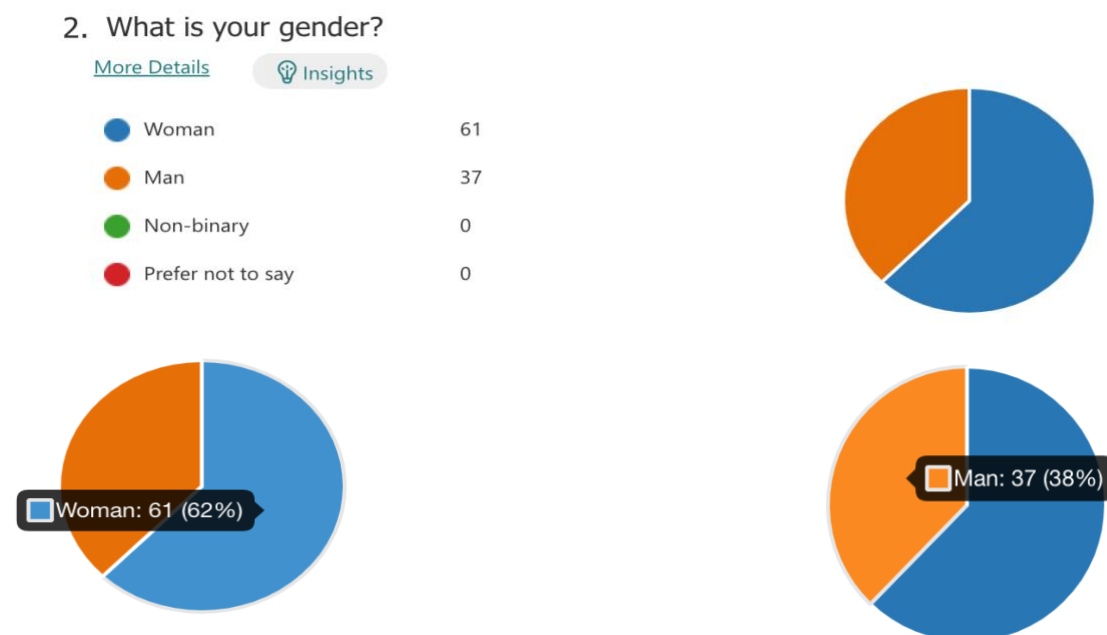 2. What is your gender?
More Details
Insights
Woman 61
Man 37
Non-binary 0
Prefer not to say 0
Woman: 61 (62%)
Man: 37 (38%)